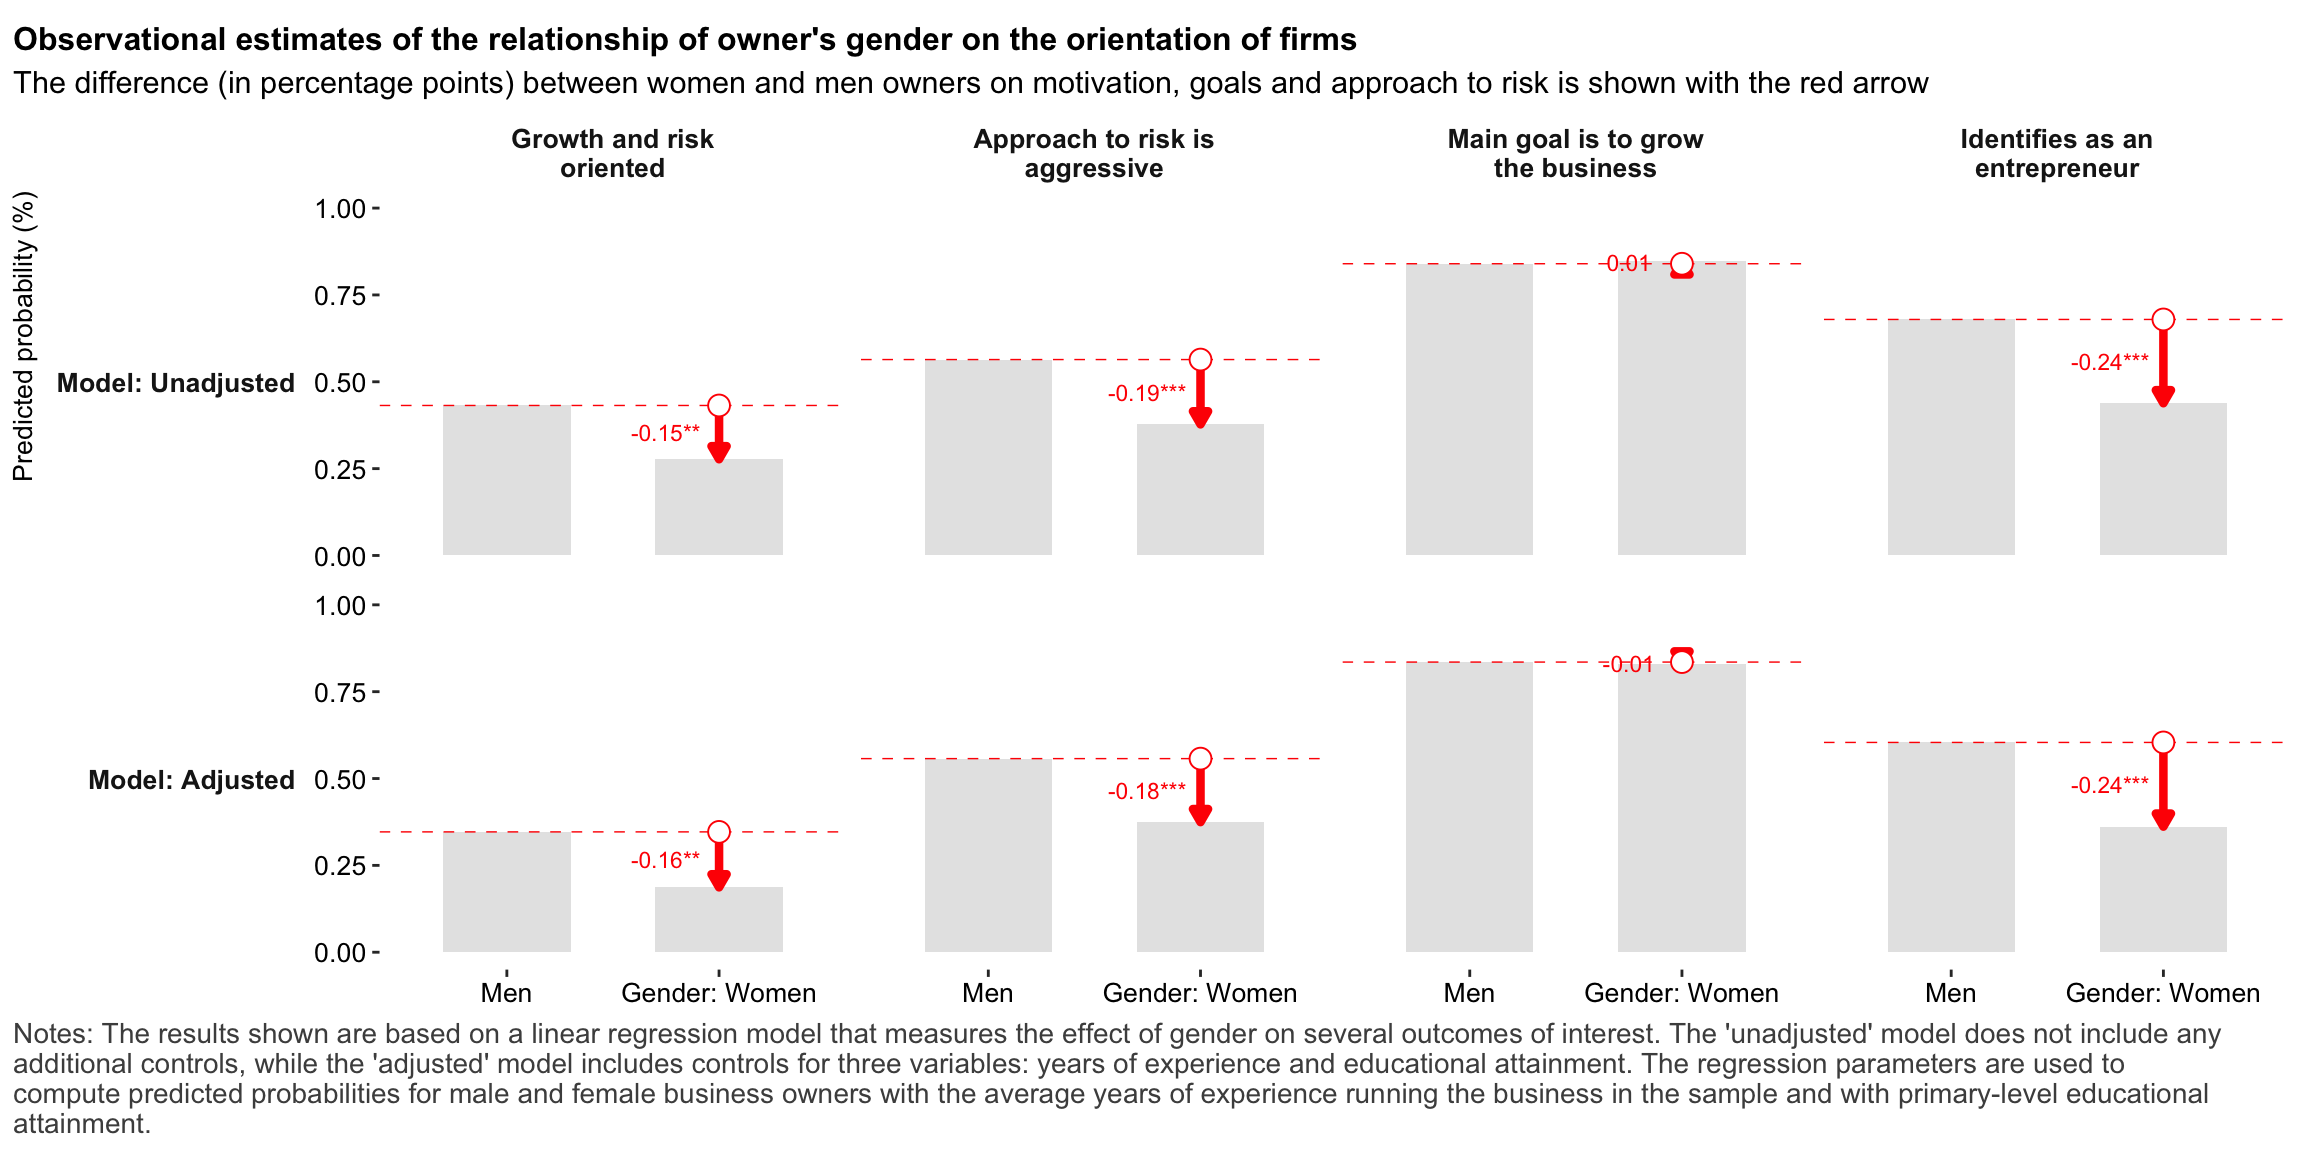 Observational estimates of the relationship of owner's gender on the orientation of firms
The difference (in percentage points) between women and men owners on motivation, goals and approach to risk is shown with the red arrow
Growth and risk
oriented
Approach to risk is
aggressive
Main goal is to grow
the business
Identifies as an
entrepreneur
Predicted probability (%)
Model: Unadjusted
1.00
0.75
0.50
0.25
0.00
-0.15**
-0.19***
0.01
-0.24***
Model: Adjusted
1.00
0.75
0.50
0.25
0.00
-0.16**
-0.18***
-0.01
-0.24***
Men
Gender: Women
Men
Gender: Women
Men
Gender: Women
Men
Gender: Women
Notes: The results shown are based on a linear regression model that measures the effect of gender on several outcomes of interest. The 'unadjusted' model does not include any
additional controls, while the 'adjusted' model includes controls for three variables: years of experience and educational attainment. The regression parameters are used to
compute predicted probabilities for male and female business owners with the average years of experience running the business in the sample and with primary-level educational
attainment.